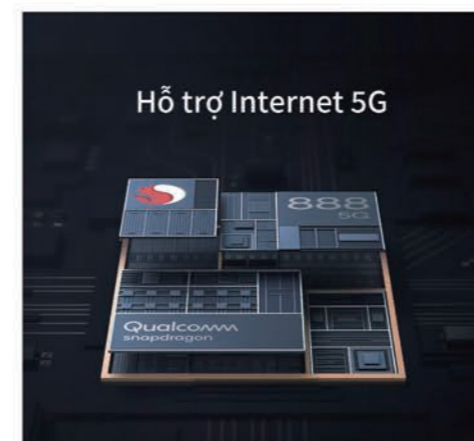 Hỗ trợ Internet 5G
888
5G
Qualcomm
snapdragon